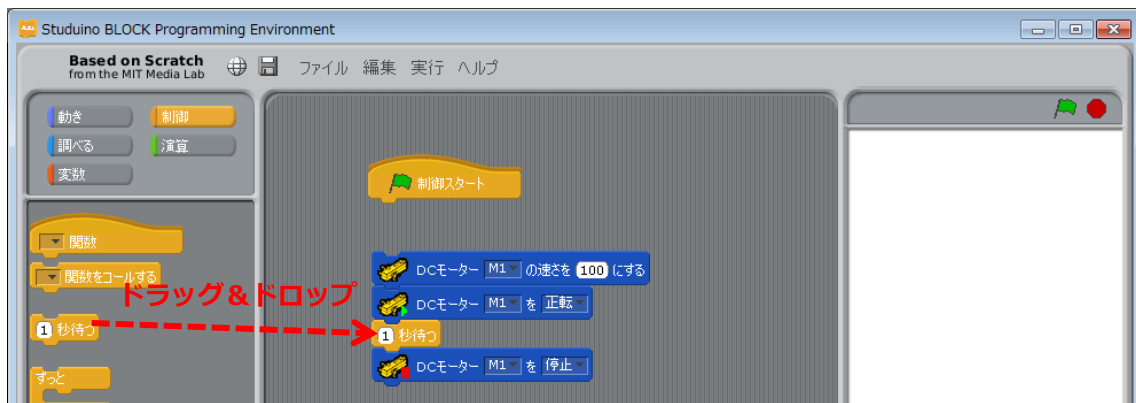 Studuino BLOCK Programming Environment
Based on Scratch
from the MIT Media Lab
ファイル 編集 実行 ヘルプ
動き 制御
調べる 演算
変数
制御スタート
関数
関数をコールする
1 秒待つ
ずっと
ドラッグ&ドロップ
DCモーター M1 の速さを 100 にする
DCモーター M1 を 正転
1 秒待つ
DCモーター M1 を 停止